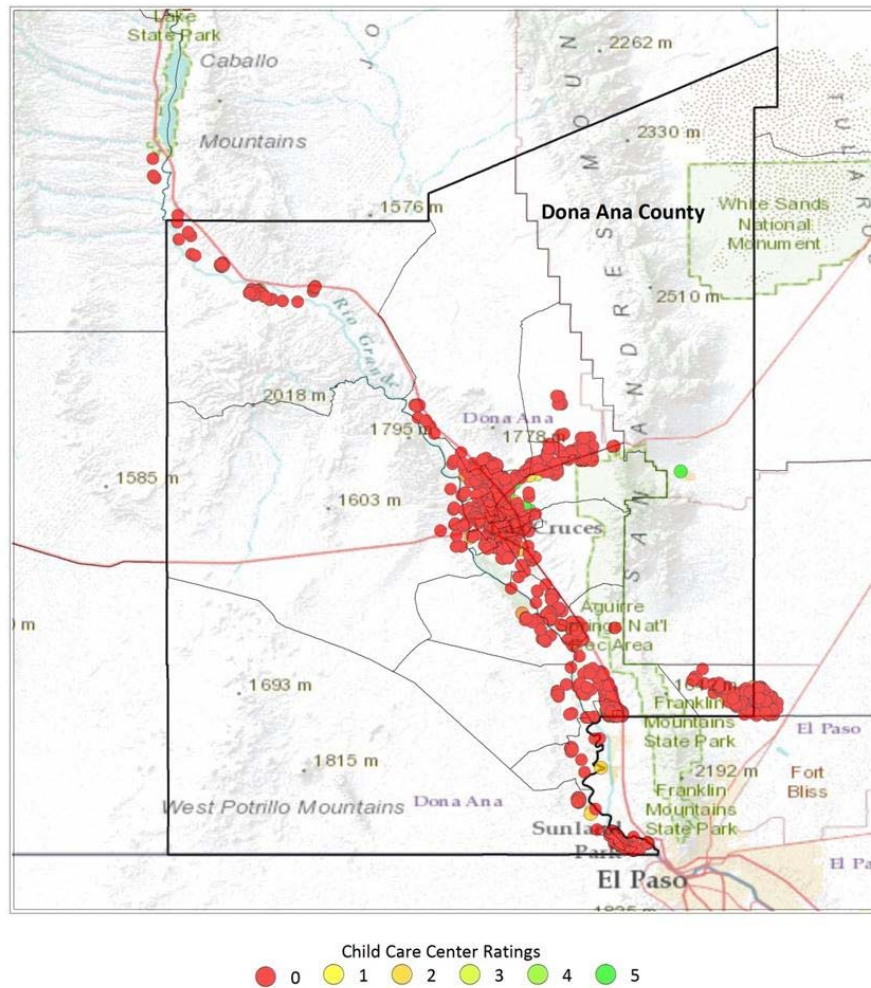 Lake
State Park
Caballo
Mountains
J O
2262 m
2330 m
1576 m
Dona Ana County
White Sands
National
Monument
T U L A R O S
S A N A N D R E S M O U N
2510 m
Rio Grande
2018 m
Dona Ana
1795
1778 m
1585 m
1603 m
Cruces
Aguirre
Nat'l
Rec Area
1693 m
Franklin
Mountains
State Park
El Paso
1815 m
2192 m
Fort
Bliss
West Potrillo Mountains
Dona Ana
Franklin
Mountains
State Park
Sunland
Park
El Paso
Child Care Center Ratings
0 1 2 3 4 5